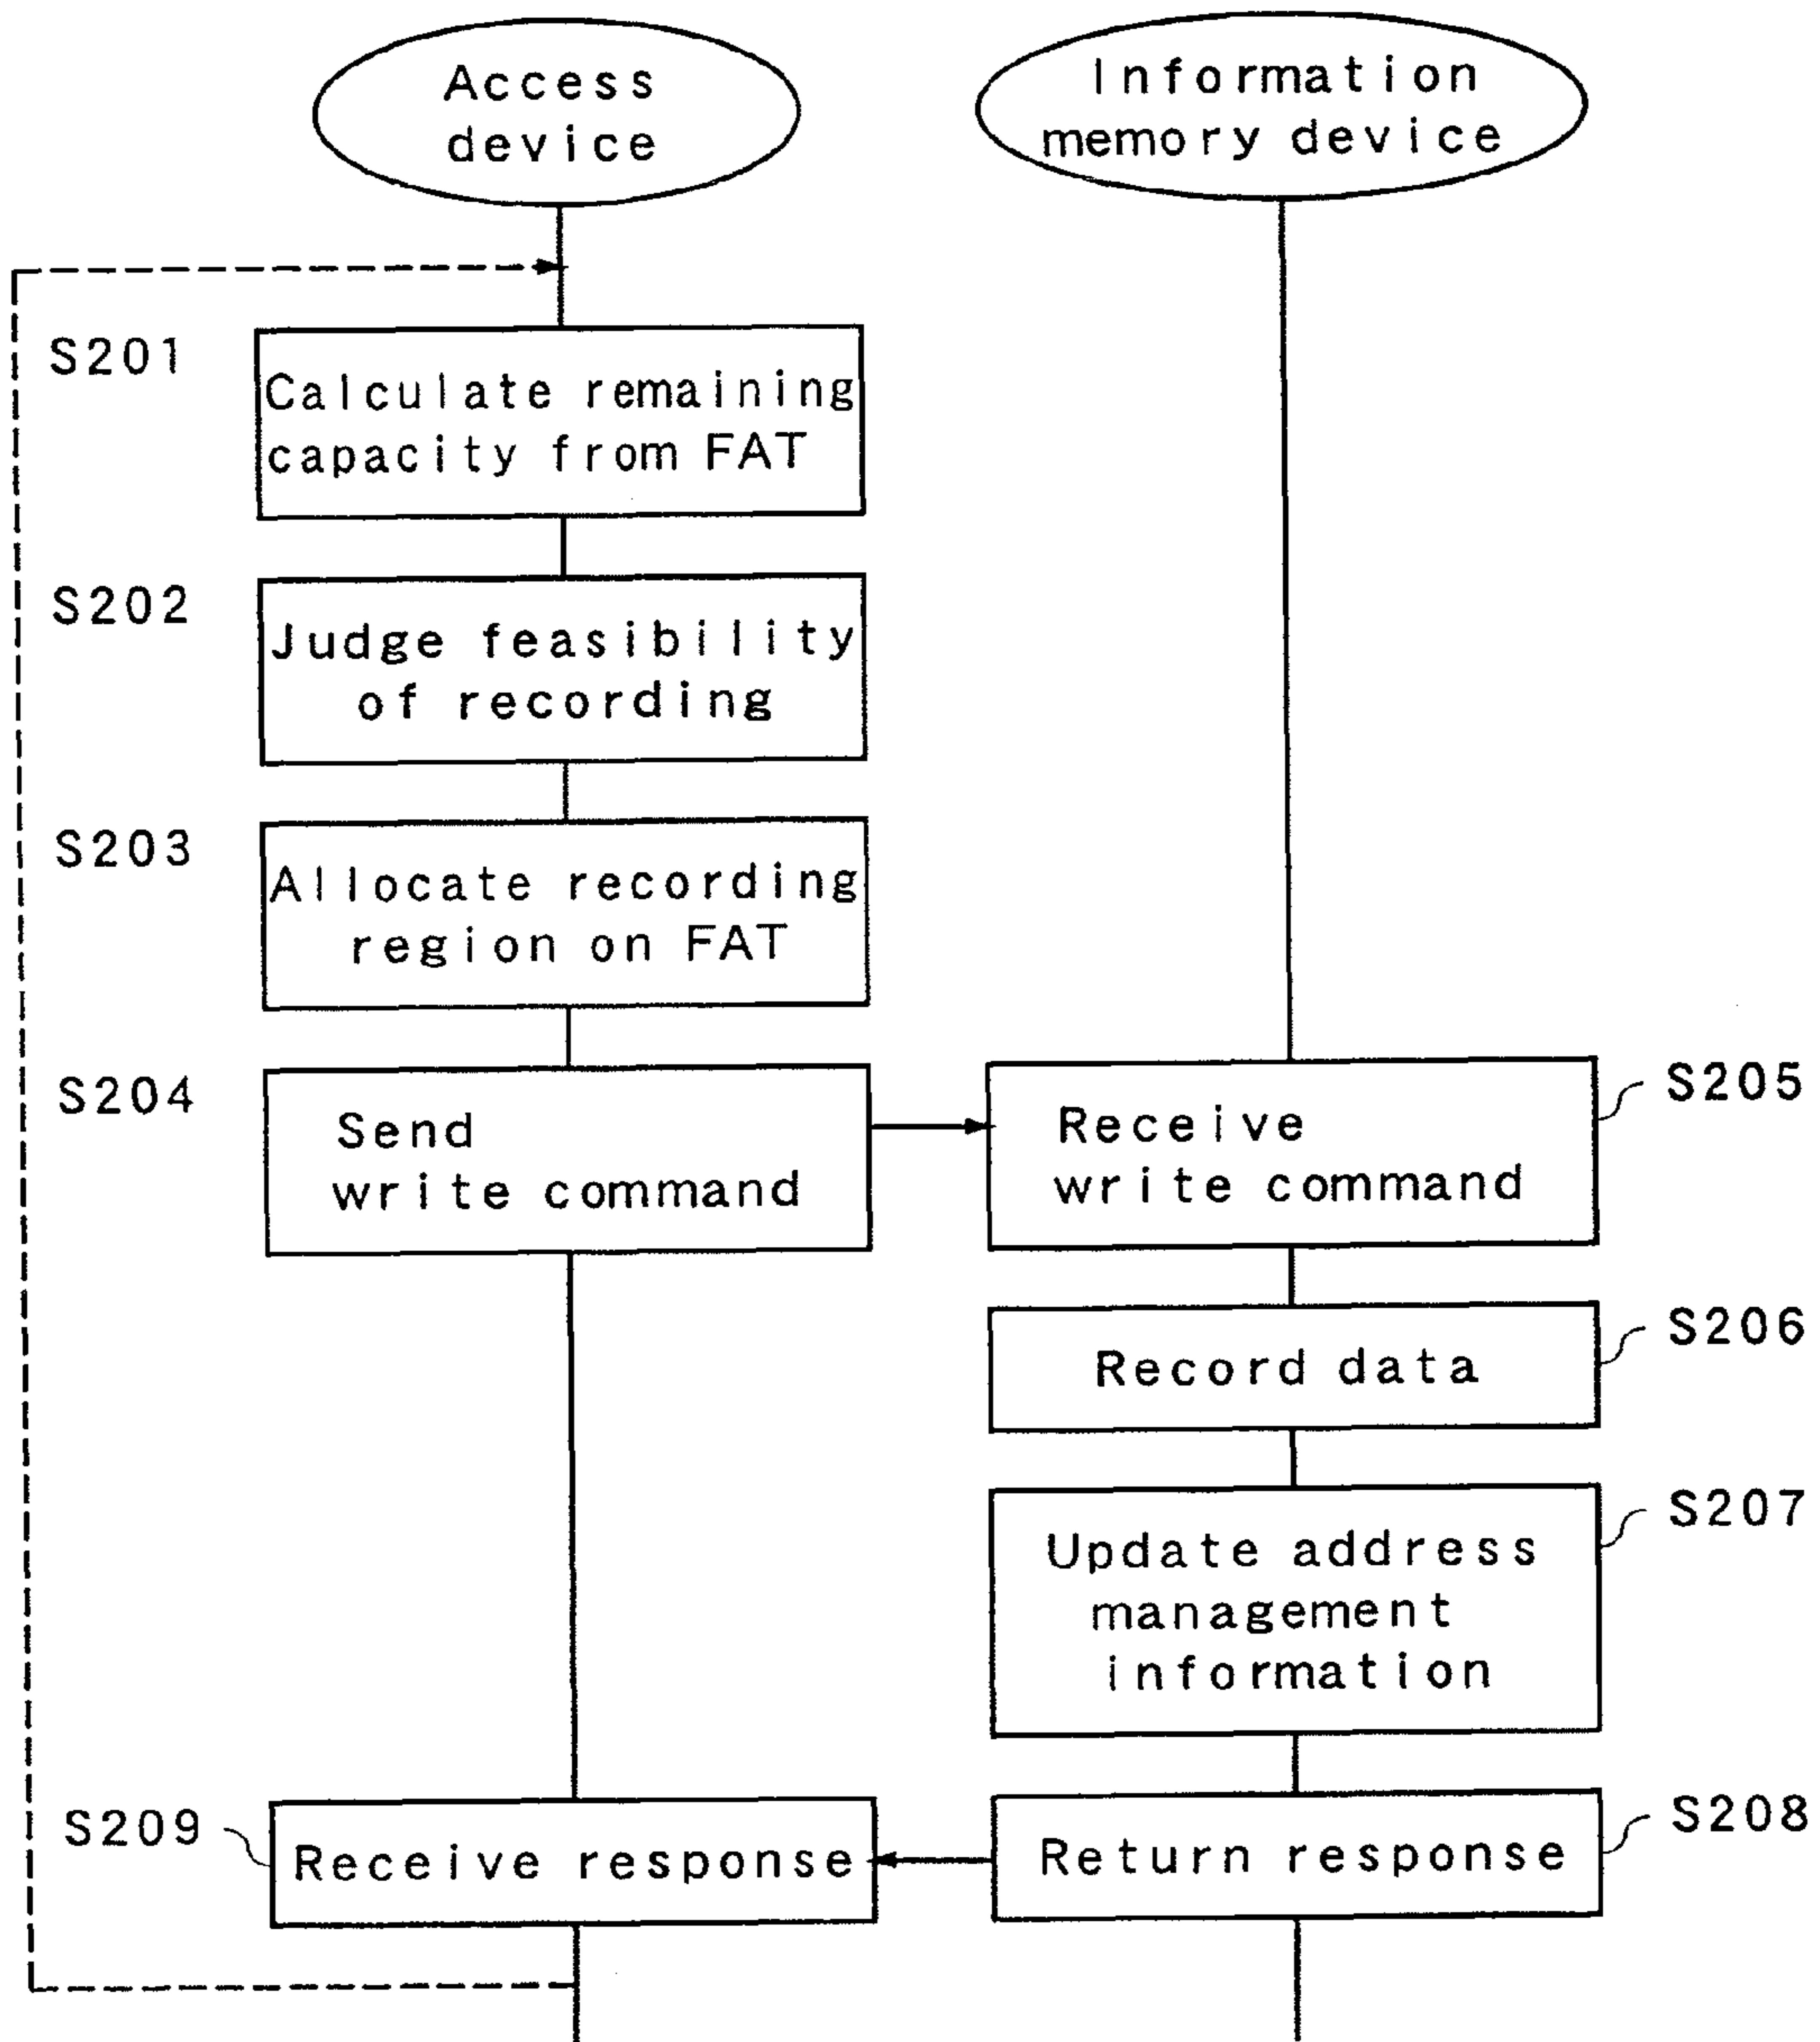 Access
device
Information
memory device
S201
Calculate remaining
capacity from FAT
S202
Judge feasibility
of recording
S203
Allocate recording
region on FAT
S204
Send
write command
Receive
write command
S205
Record data
S206
Update address
management
information
S207
S209
Receive response
Return response
S208